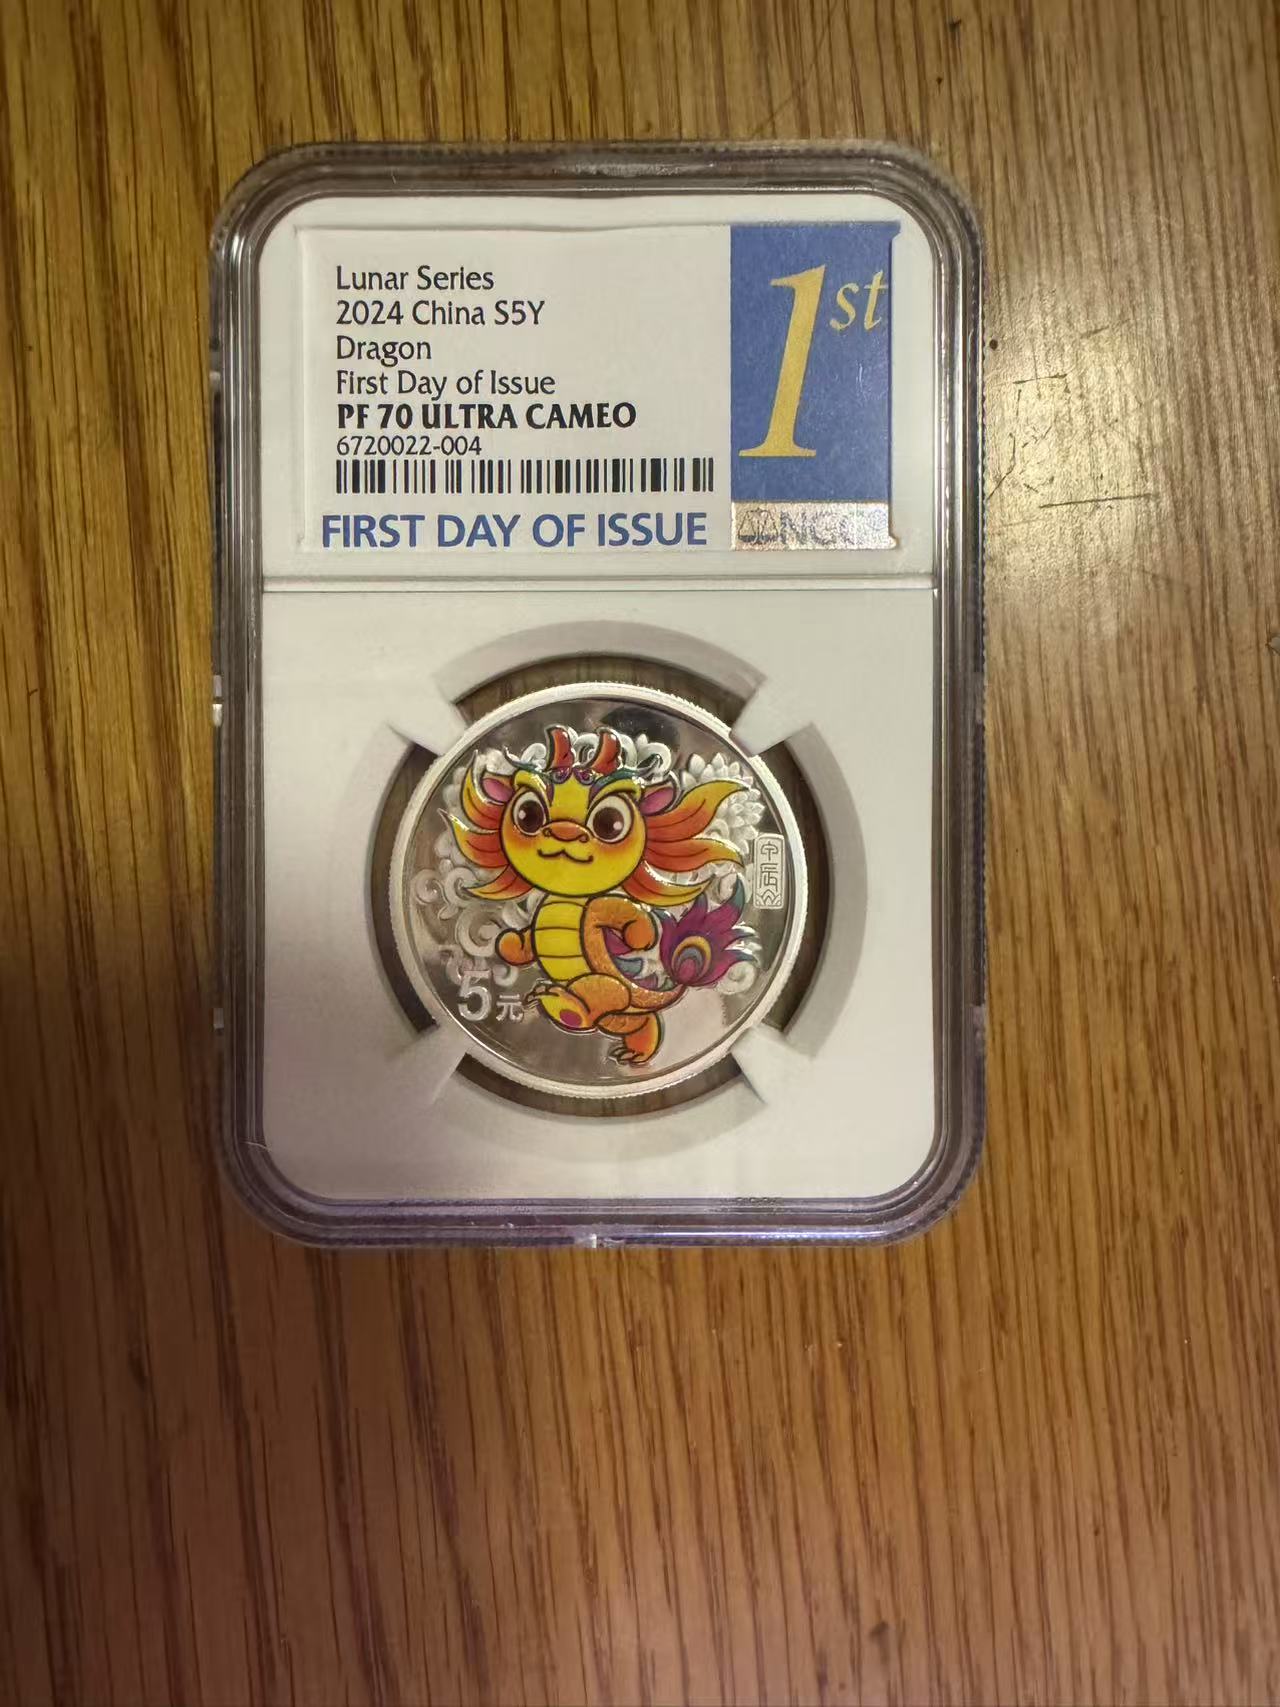 Lunar Series
2024 China S5Y
Dragon
First Day of Issue
PF 70 ULTRA CAMEO
6720022-004
FIRST DAY OF ISSUE
1st
NGC
5元